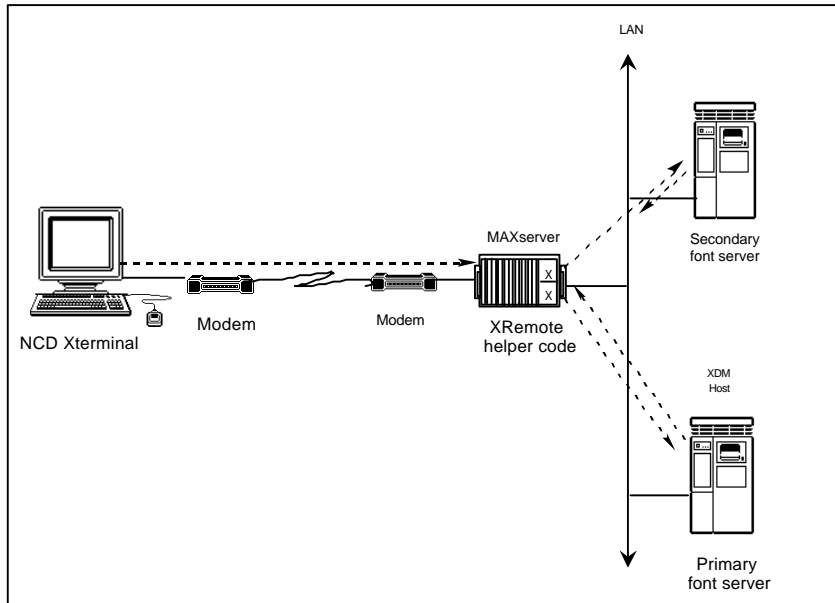 LAN
MAXserver
X
X
Secondary
font server
Modem
Modem
XRemote
helper code
NCD Xterminal
XDM
Host
Primary
font server